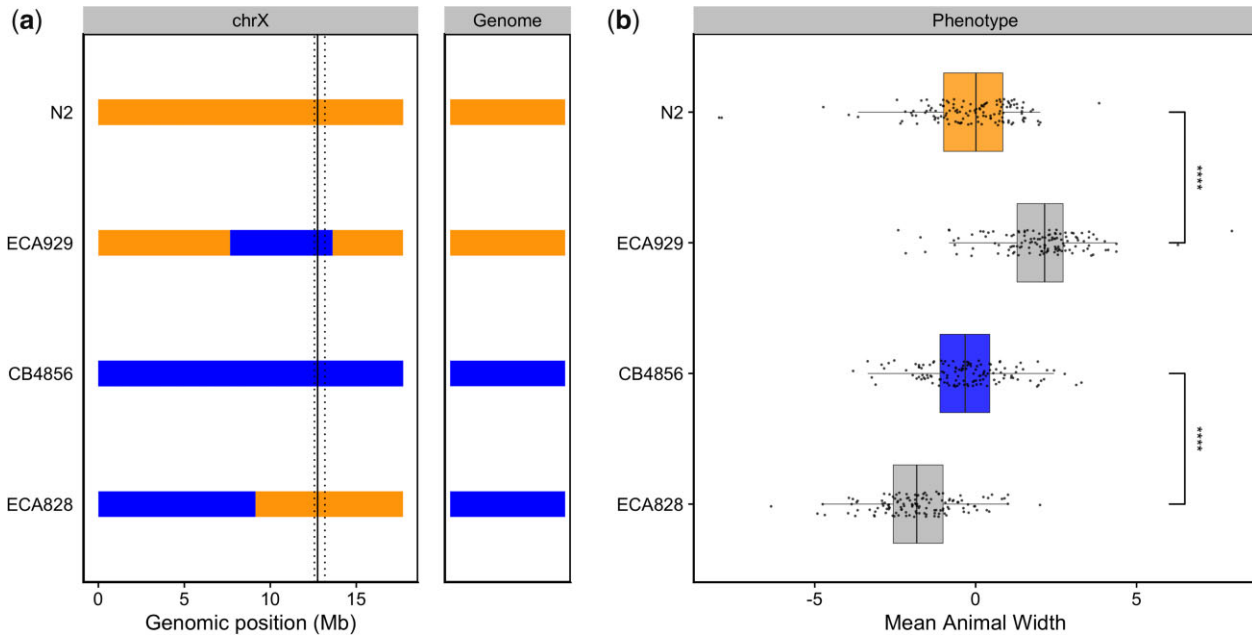 (a)
chrX
Genome
N2
ECA929
CB4856
ECA828
0 5 10 15
Genomic position (Mb)
(b)
Phenotype
N2
ECA929
CB4856
ECA828
****
****
-5 0 5
Mean Animal Width